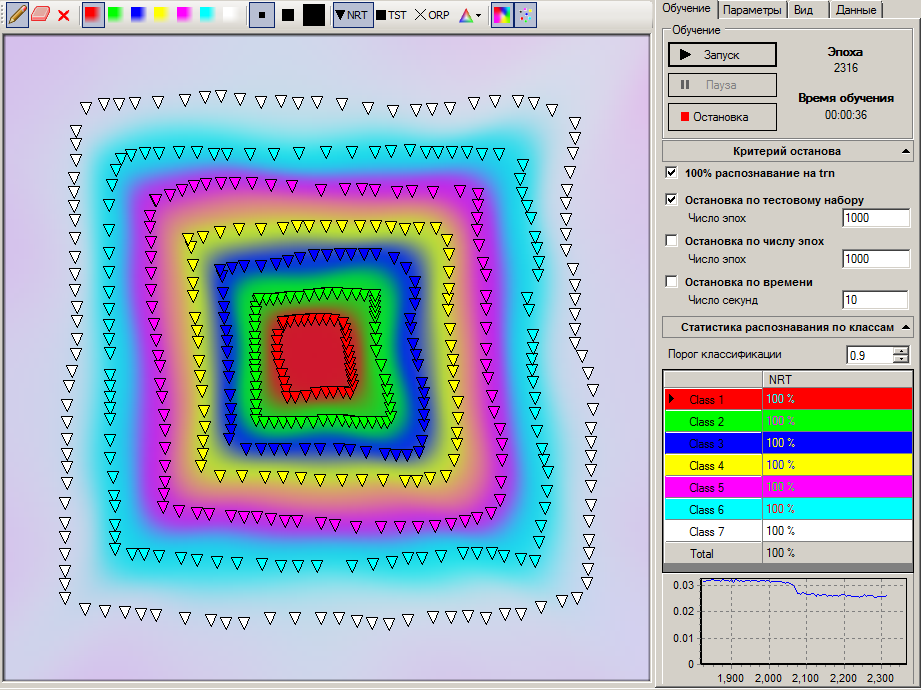 NRT TST ORP
Обучение Параметры Вид Данные
Обучение
Запуск
Пауза
Остановка
Эпоха
2316
Время обучения
00:00:36
Критерий останова
100% распознавание на trn
Остановка по тестовому набору
Число эпох 1000
Остановка по числу эпох
Число эпох 1000
Остановка по времени
Число секунд 10
Статистика распознавания по классам
Порог классификации 0.9
NRT
Class 1 100 %
Class 2 100 %
Class 3 100 %
Class 4 100 %
Class 5 100 %
Class 6 100 %
Class 7 100 %
Total 100 %
0.03
0.02
0.01
0
1,900 2,000 2,100 2,200 2,300